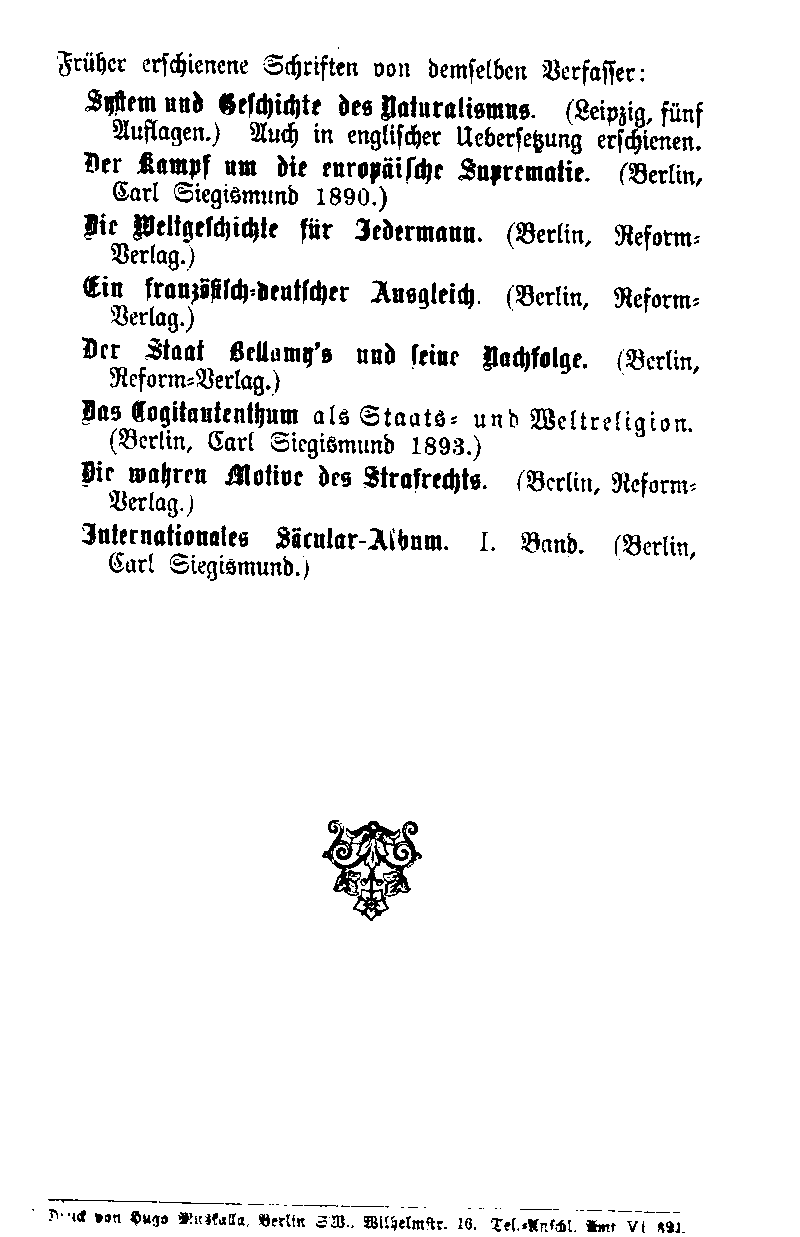 Früher erschienene Schriften von demselben Verfasser:
System und Geschichte des Naturalismus. (Leipzig, fünf
Auflagen.) Auch in englischer Uebersetzung erschienen.
Der Kampf um die europäische Suprematie. (Berlin,
Carl Siegismund 1890.)
Die Weltgeschichte für Jedermann. (Berlin, Reform-
Verlag.)
Ein französisch-deutscher Ausgleich. (Berlin, Reform-
Verlag.)
Der Staat Bellamy's und seine Nachfolge. (Berlin,
Reform-Verlag.)
Das Cogitantenthum als Staats- und Weltreligion.
(Berlin, Carl Siegismund 1893.)
Die wahren Motive des Strafrechts. (Berlin, Reform-
Verlag.)
Internationales Säcular-Album. I. Band. (Berlin,
Carl Siegismund.)
Druck von Hugo Berlin SW., Wilhelmstr. 16. Tel.-Anschl. Amt VI